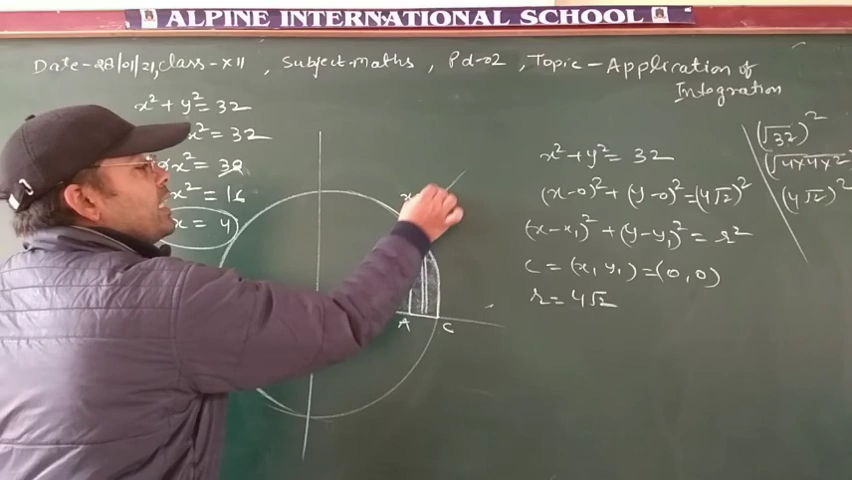 ALPINE INTERNATIONAL SCHOOL
Date-28/01/21, Class-XII, Subject-Maths, Pd-02, Topic-Application of
Integration
x² + y² = 32
x² = 32
x² = 32
x² = 16
x = 4
x
A
C
x² + y² = 32
(x-0)² + (y-0)² = (4√2)²
(x-x₁)² + (y-y₁)² = r²
C = (x₁ y₁) = (0,0)
r = 4√2
(√32)²
(√4×4×2)²
(4√2)²